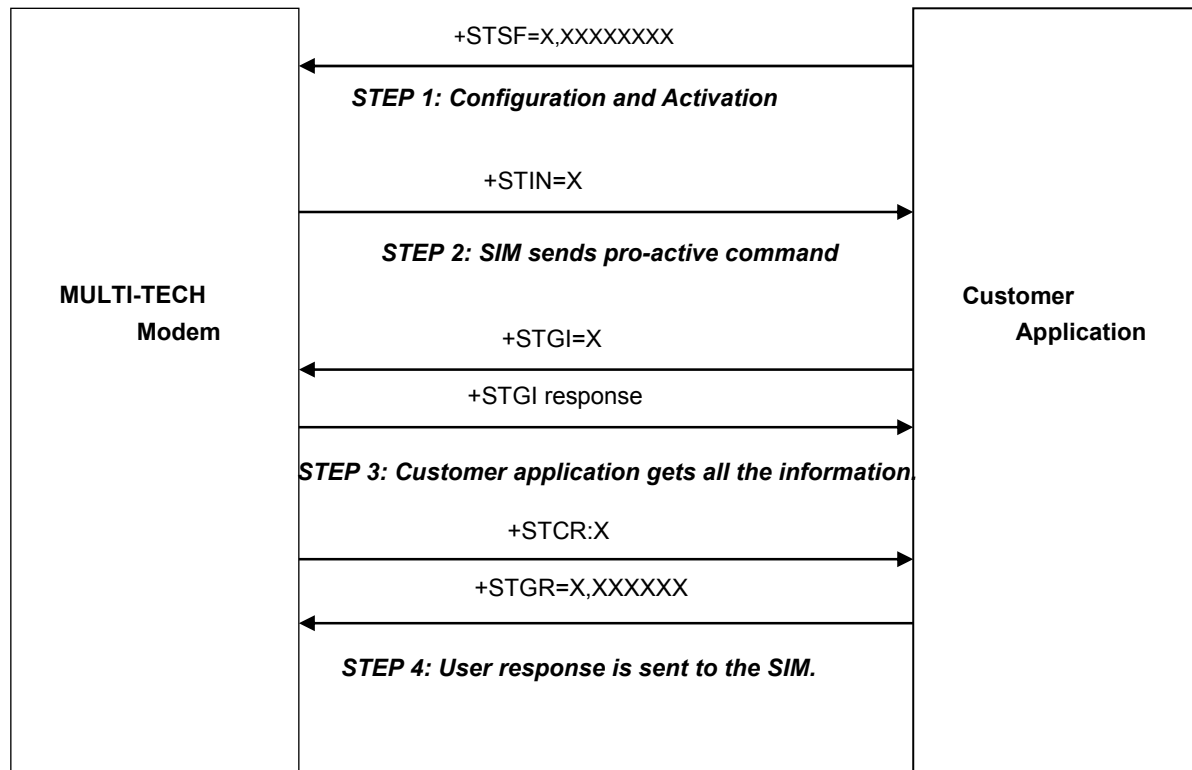 +STSF=X,XXXXXXXX
STEP 1: Configuration and Activation
+STIN=X
STEP 2: SIM sends pro-active command
MULTI-TECH
Modem
Customer
Application
+STGI=X
+STGI response
STEP 3: Customer application gets all the information.
+STCR:X
+STGR=X,XXXXXX
STEP 4: User response is sent to the SIM.